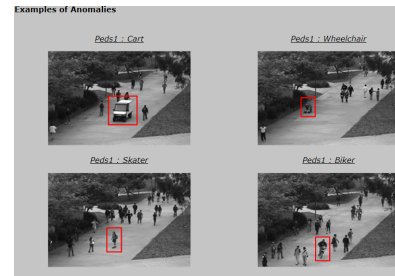 Examples of Anomalies
Peds1 : Cart
Peds1 : Wheelchair
Peds1 : Skater
Peds1 : Biker